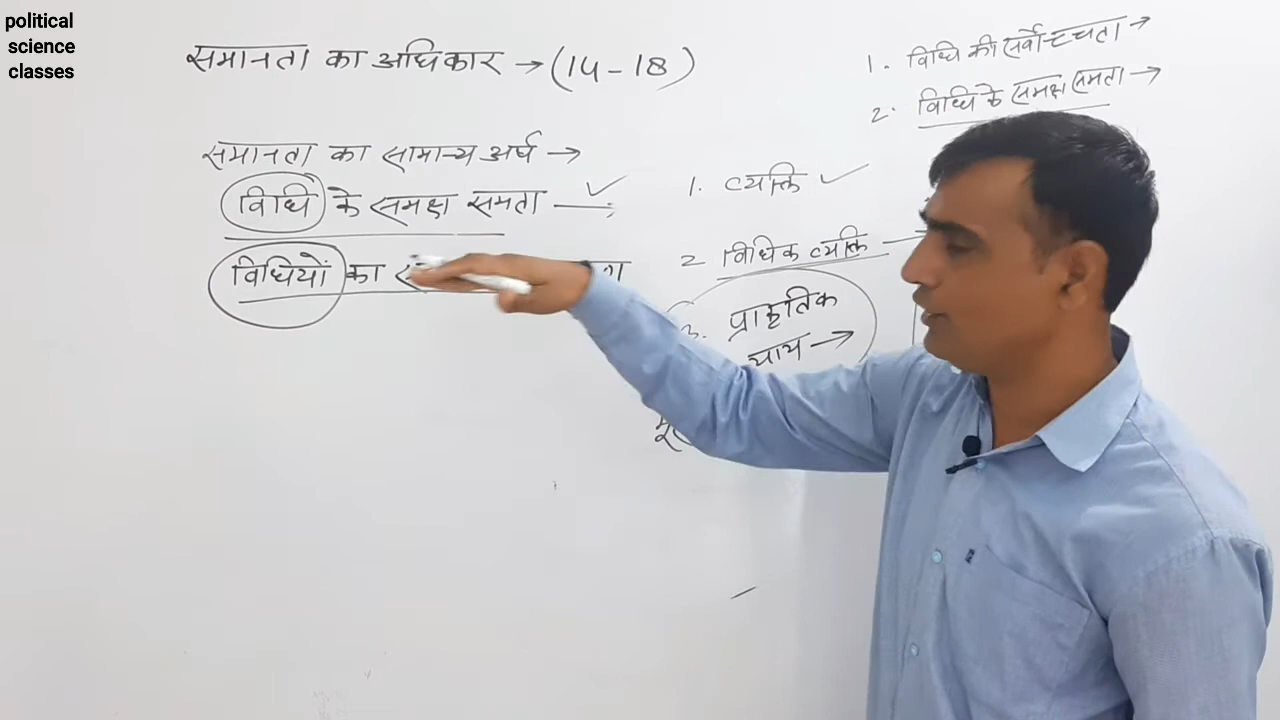 political
science
classes
समानता का अधिकार → (14-18)
समानता का सामान्य अर्थ →
विधि के समक्ष समता
विधियों का
1. व्यक्ति ✓
2 विधिक व्यक्ति
3. प्राकृतिक
न्याय →
1. विधि की सर्वोच्चता →
2. विधि के समक्ष समता →